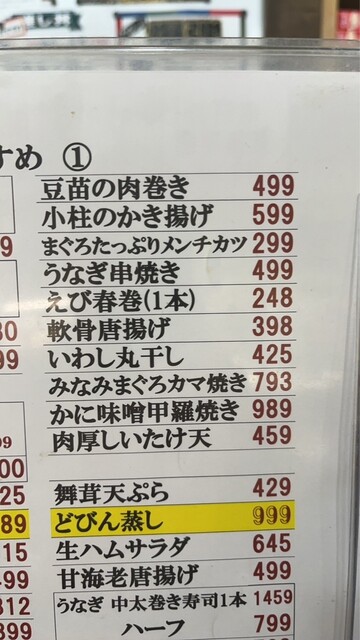 すめ ①
豆苗の肉巻き 499
小柱のかき揚げ 599
まぐろたっぷりメンチカツ 299
うなぎ串焼き 499
えび春巻(1本) 248
軟骨唐揚げ 398
いわし丸干し 425
みなみまぐろカマ焼き 793
かに味噌甲羅焼き 989
肉厚しいたけ天 459
舞茸天ぷら 429
どびん蒸し 999
生ハムサラダ 645
甘海老唐揚げ 499
うなぎ 中太巻き寿司1本 1459
ハーフ 799